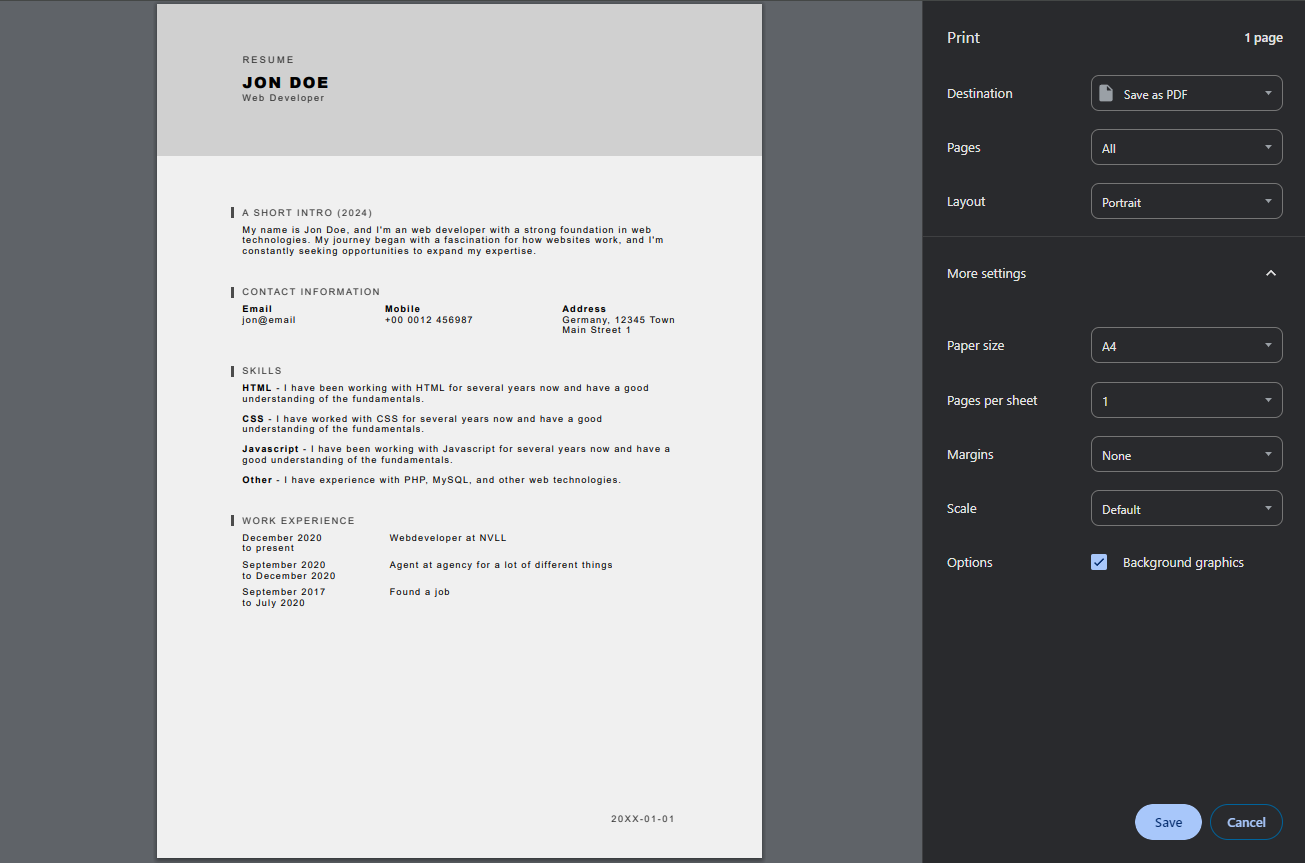 RESUME
JON DOE
Web Developer
A SHORT INTRO (2024)
My name is Jon Doe, and I'm an web developer with a strong foundation in web
technologies. My journey began with a fascination for how websites work, and I'm
constantly seeking opportunities to expand my expertise.
CONTACT INFORMATION
Email Mobile Address
jon@email +00 0012 456987 Germany, 12345 Town
Main Street 1
SKILLS
HTML - I have been working with HTML for several years now and have a good
understanding of the fundamentals.
CSS - I have worked with CSS for several years now and have a good
understanding of the fundamentals.
Javascript - I have been working with Javascript for several years now and have a
good understanding of the fundamentals.
Other - I have experience with PHP, MySQL, and other web technologies.
WORK EXPERIENCE
December 2020 Webdeveloper at NVLL
to present
September 2020 Agent at agency for a lot of different things
to December 2020
September 2017 Found a job
to July 2020
20XX-01-01
Print 1 page
Destination Save as PDF
Pages All
Layout Portrait
More settings
Paper size A4
Pages per sheet 1
Margins None
Scale Default
Options Background graphics
Save Cancel